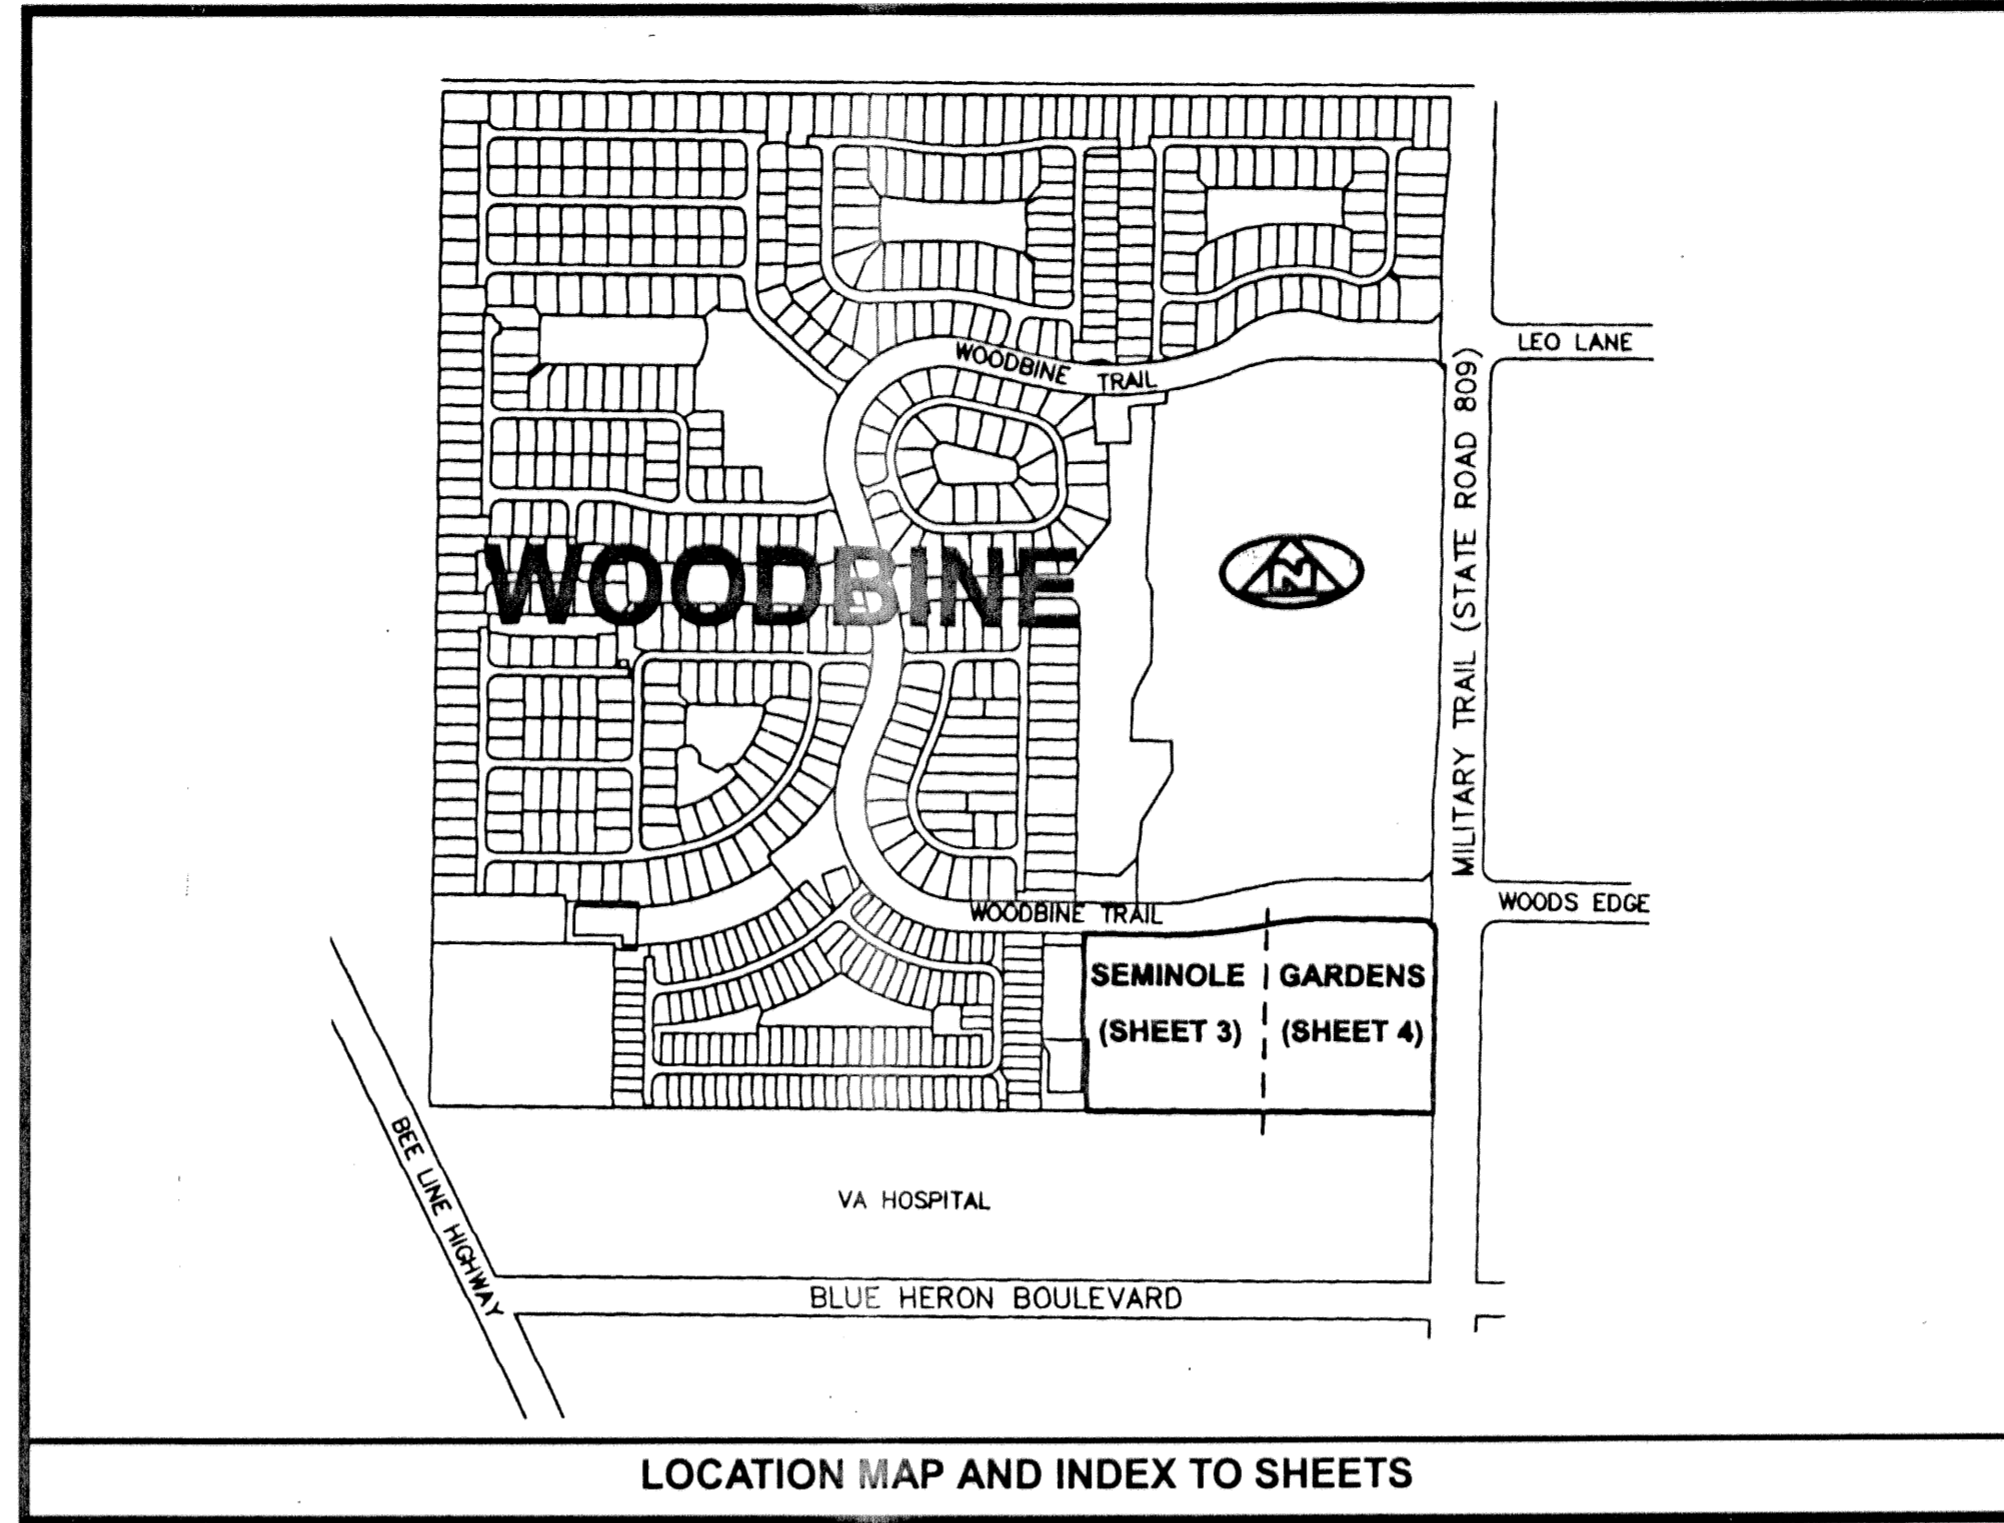 WOODBINE TRAIL
LEO LANE
MILITARY TRAIL (STATE ROAD 809)
WOODBINE
N
WOODS EDGE
WOODBINE TRAIL
SEMINOLE GARDENS
(SHEET 3) (SHEET 4)
BEE LINE HIGHWAY
VA HOSPITAL
BLUE HERON BOULEVARD
LOCATION MAP AND INDEX TO SHEETS